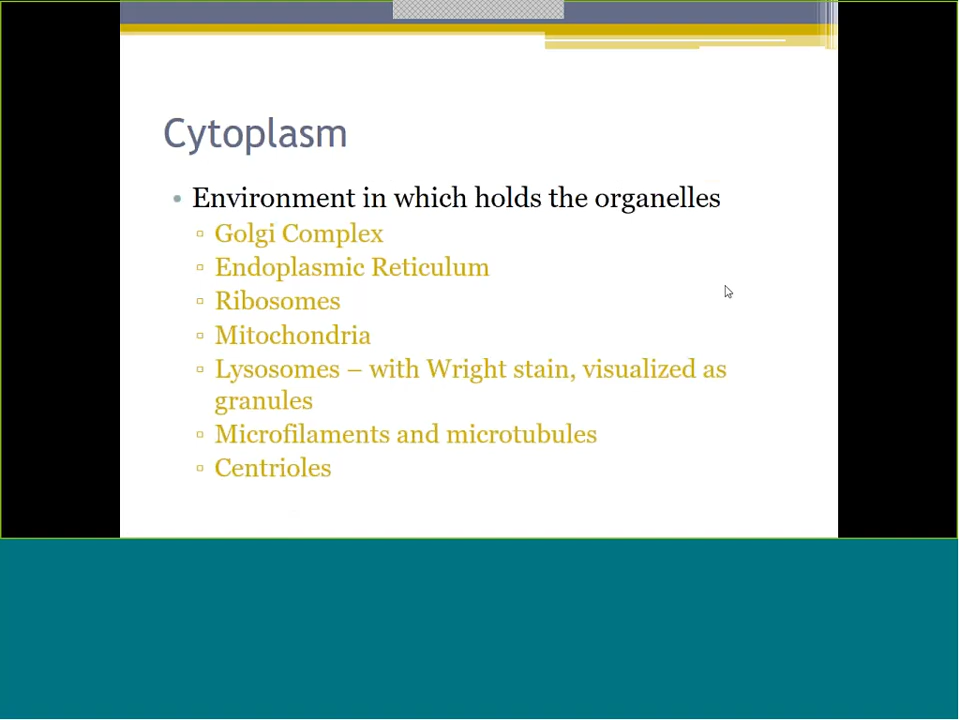 Cytoplasm
• Environment in which holds the organelles
▫ Golgi Complex
▫ Endoplasmic Reticulum
▫ Ribosomes
▫ Mitochondria
▫ Lysosomes – with Wright stain, visualized as
granules
▫ Microfilaments and microtubules
▫ Centrioles